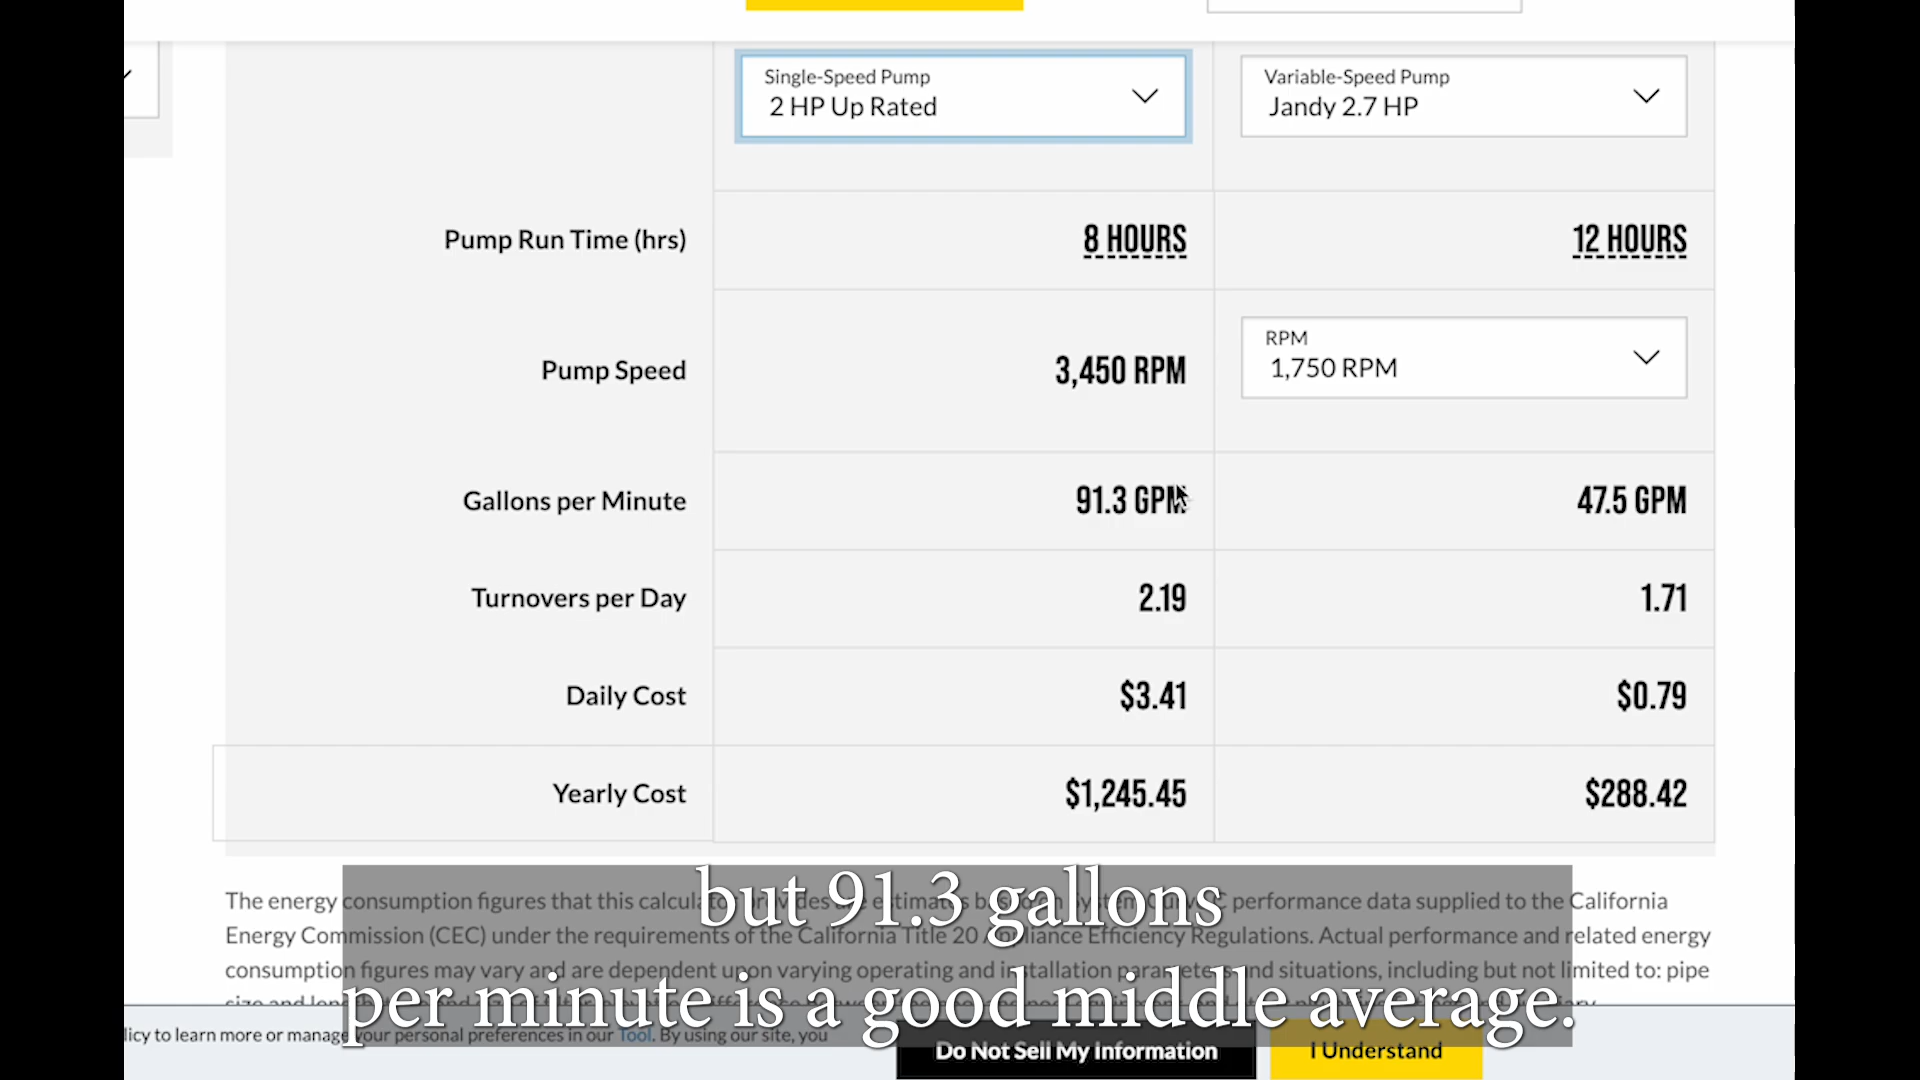 Single-Speed Pump
2 HP Up Rated
Variable-Speed Pump
Jandy 2.7 HP
Pump Run Time (hrs)
8 HOURS
12 HOURS
Pump Speed
3,450 RPM
RPM
1,750 RPM
Gallons per Minute
91.3 GPM
47.5 GPM
Turnovers per Day
2.19
1.71
Daily Cost
$3.41
$0.79
Yearly Cost
$1,245.45
$288.42
The energy consumption figures that this performance data supplied to the California
Energy Commission (CEC) under the requirements of the California Title 20 Efficiency Regulations. Actual performance and related energy
consumption figures may vary and are dependent upon varying operating and installation parameters and situations, including but not limited to: pipe
but 91.3 gallons
per minute is a good middle average.
licy to learn more or manage your personal preferences in our Tool. By using our site, you
Do Not Sell My Information
I Understand